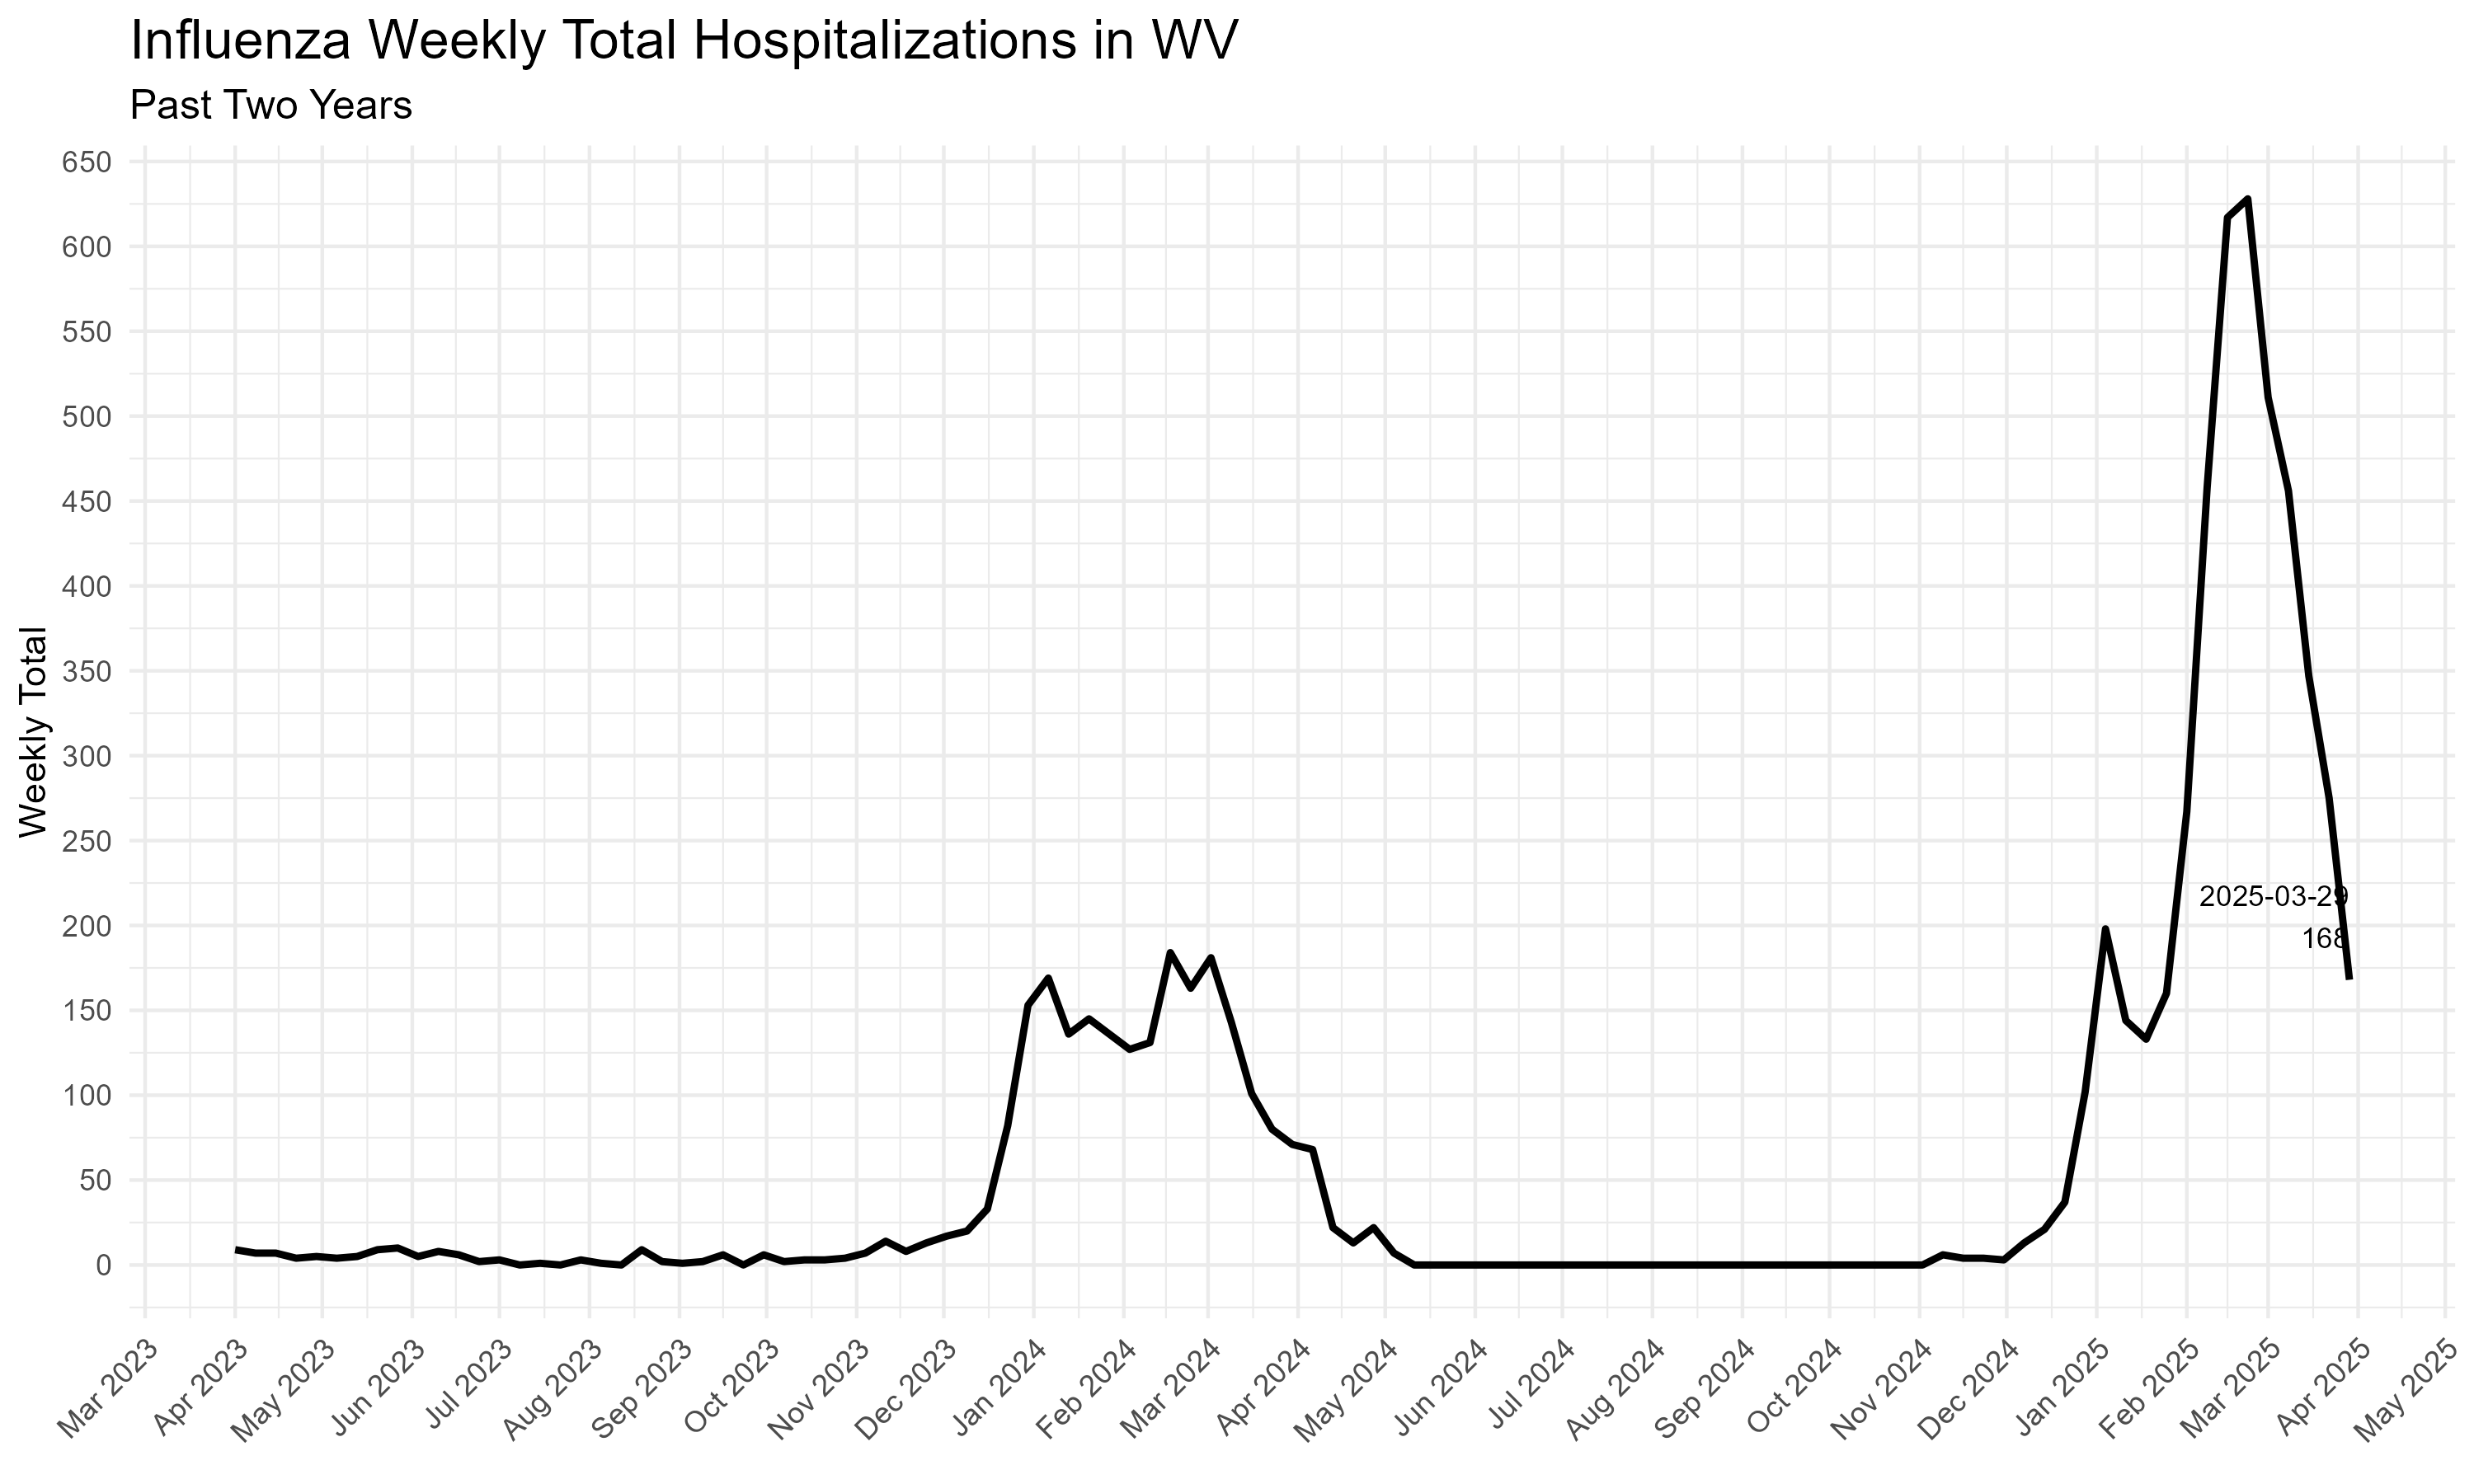 Influenza Weekly Total Hospitalizations in WV
Past Two Years
Weekly Total
650
600
550
500
450
400
350
300
250
200
150
100
50
0
2025-03-29
168
Mar 2023
Apr 2023
May 2023
Jun 2023
Jul 2023
Aug 2023
Sep 2023
Oct 2023
Nov 2023
Dec 2023
Jan 2024
Feb 2024
Mar 2024
Apr 2024
May 2024
Jun 2024
Jul 2024
Aug 2024
Sep 2024
Oct 2024
Nov 2024
Dec 2024
Jan 2025
Feb 2025
Mar 2025
Apr 2025
May 2025